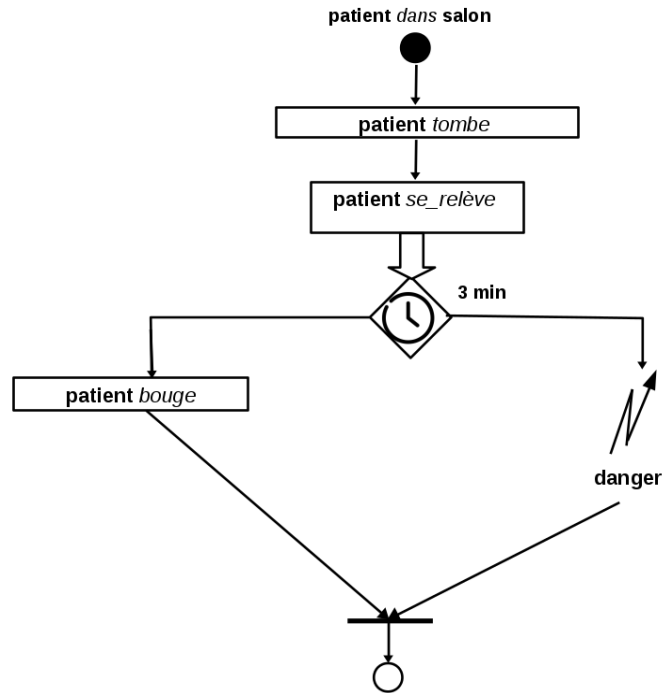 patient dans salon
patient tombe
patient se_relève
3 min
patient bouge
danger